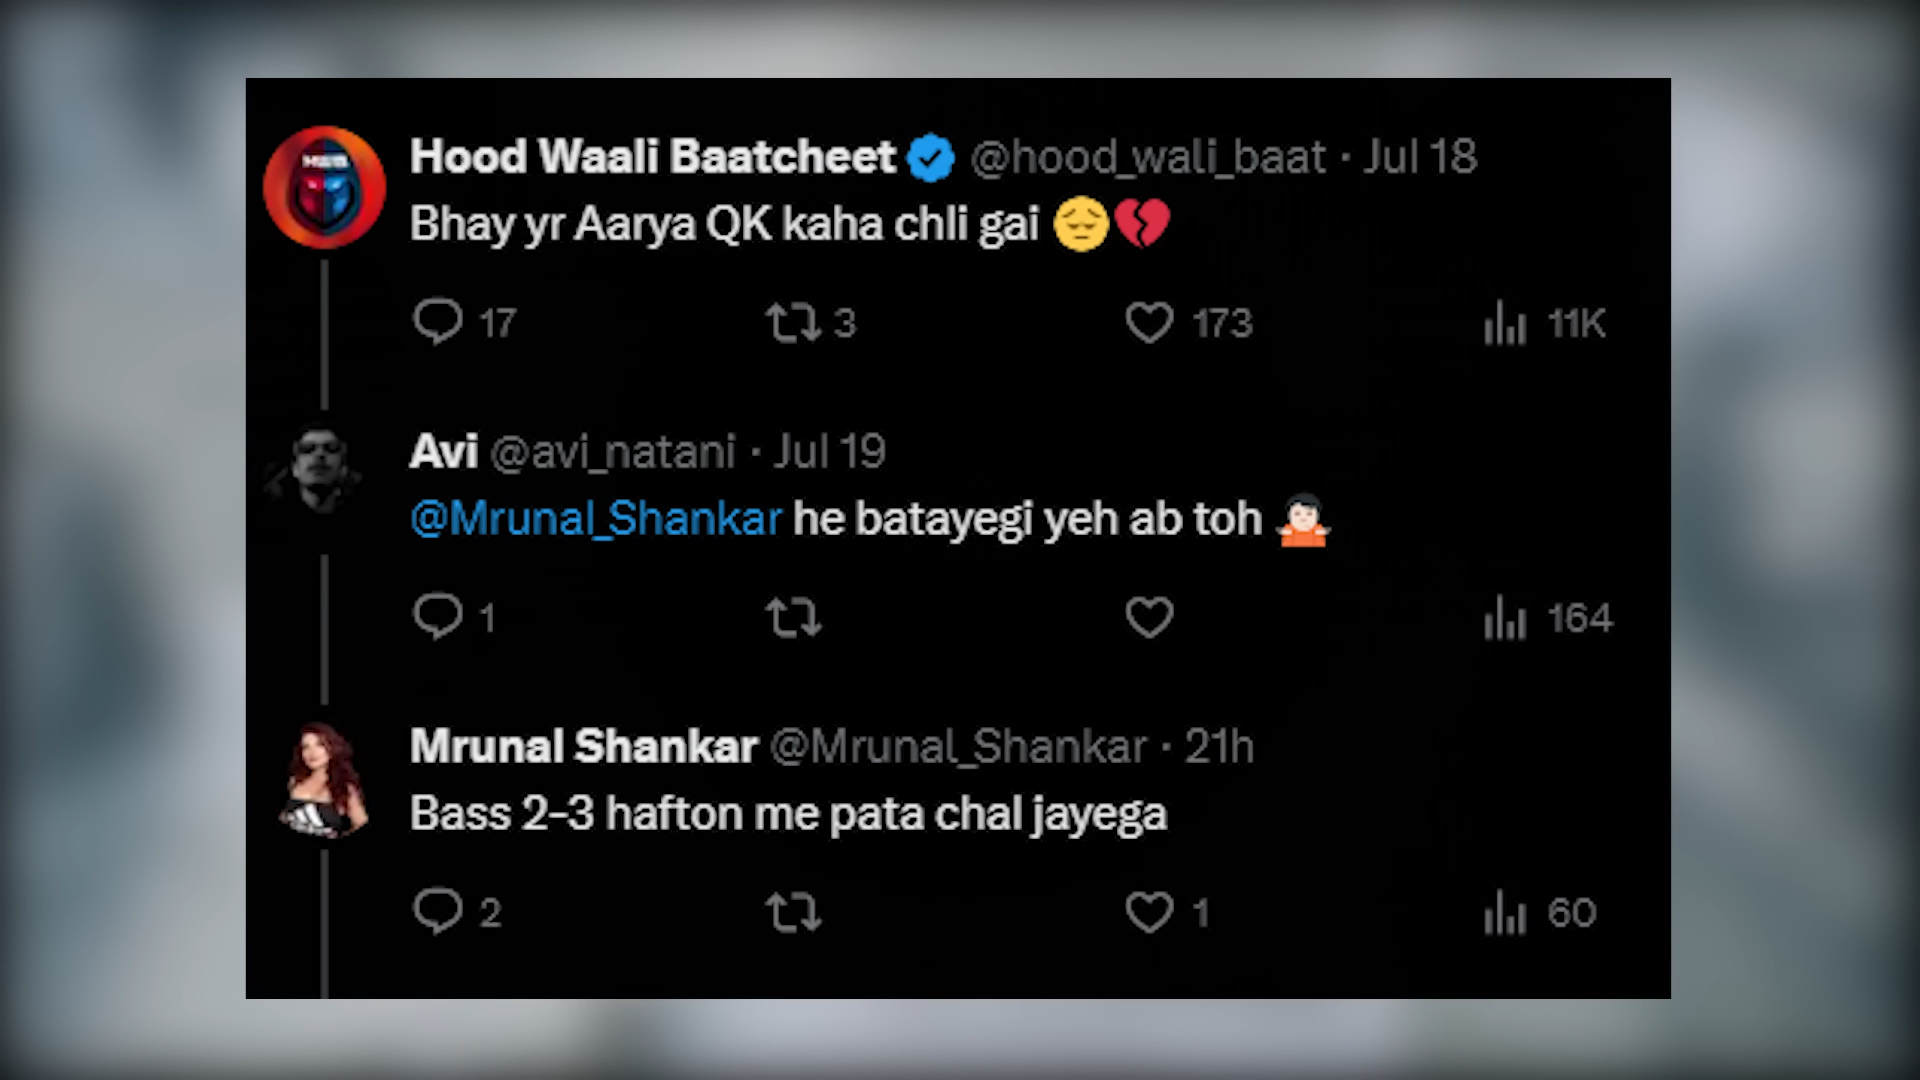 Hood Waali Baatcheet @hood_wali_baat · Jul 18
Bhay yr Aarya QK kaha chli gai 😔💔
17 3 173 11K
Avi @avi_natani · Jul 19
@Mrunal_Shankar he batayegi yeh ab toh 🤷🏻
1 164
Mrunal Shankar @Mrunal_Shankar · 21h
Bass 2-3 hafton me pata chal jayega
2 1 60